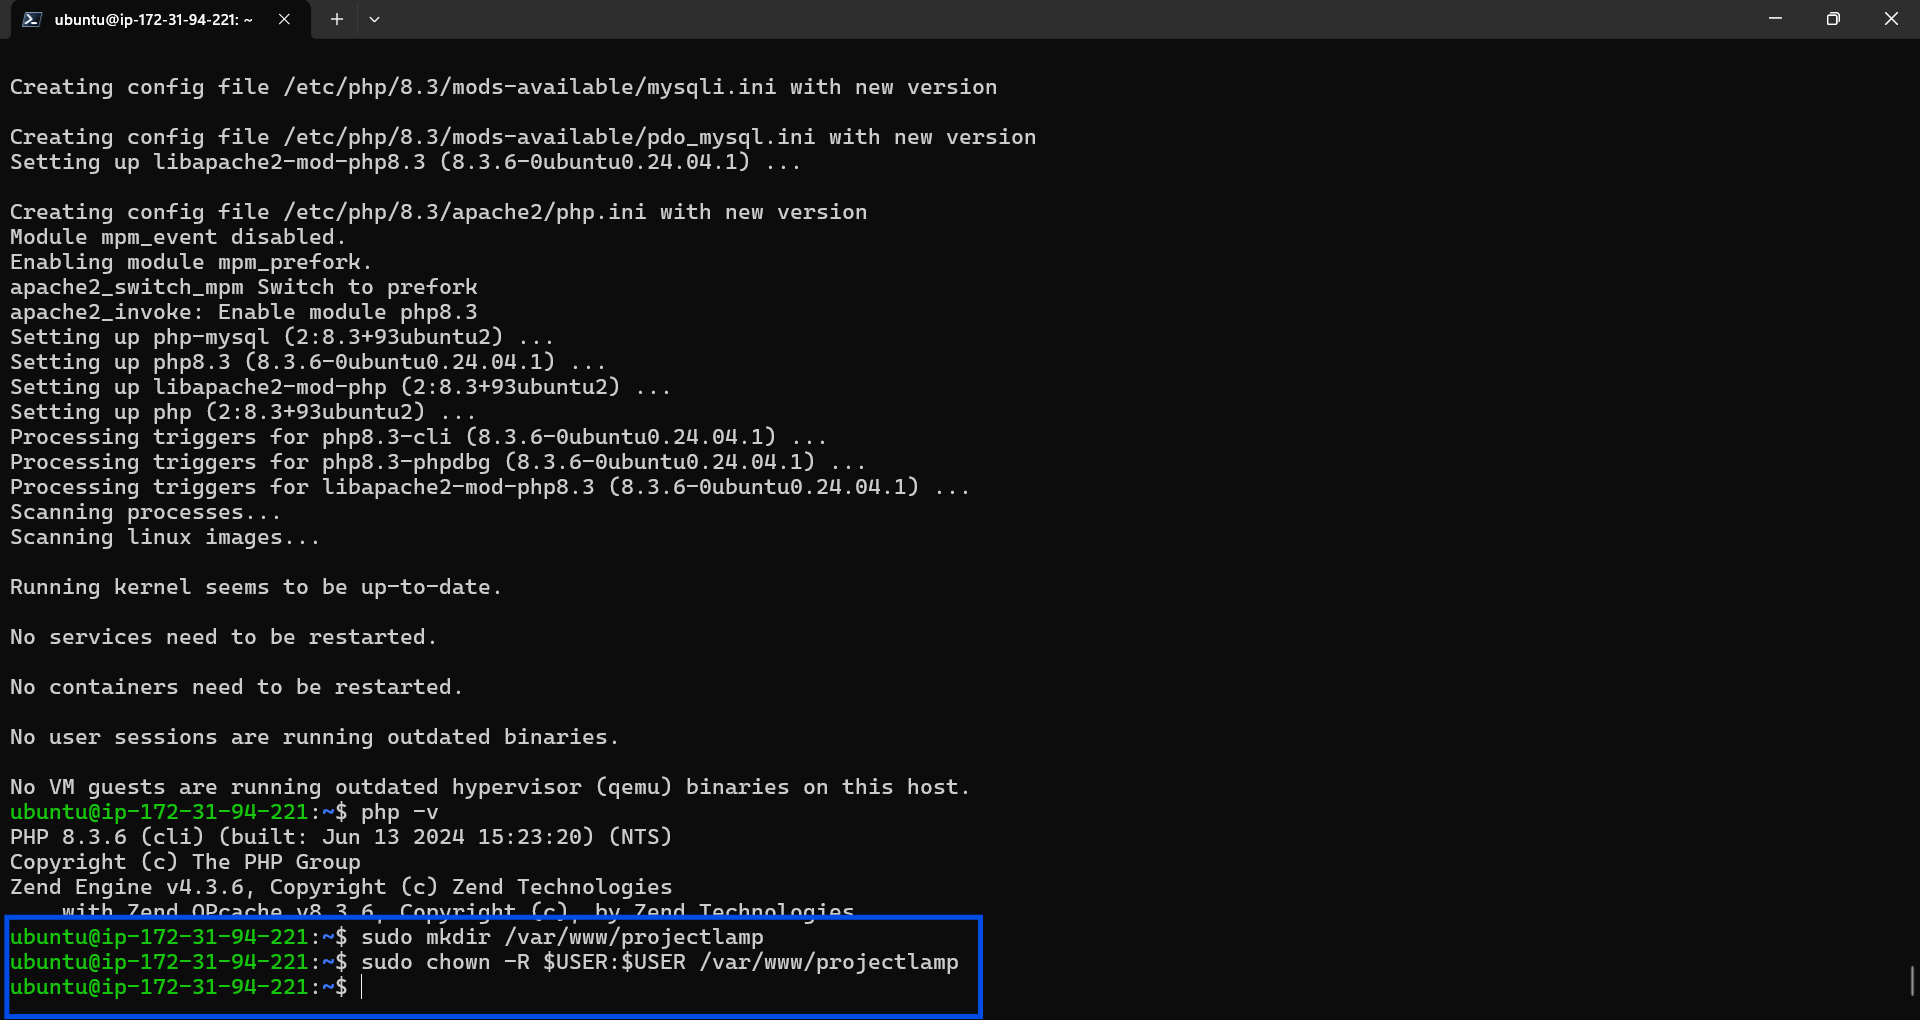 ubuntu@ip-172-31-94-221: ~
Creating config file /etc/php/8.3/mods-available/mysqli.ini with new version
Creating config file /etc/php/8.3/mods-available/pdo_mysql.ini with new version
Setting up libapache2-mod-php8.3 (8.3.6-0ubuntu0.24.04.1) ...
Creating config file /etc/php/8.3/apache2/php.ini with new version
Module mpm_event disabled.
Enabling module mpm_prefork.
apache2_switch_mpm Switch to prefork
apache2_invoke: Enable module php8.3
Setting up php-mysql (2:8.3+93ubuntu2) ...
Setting up php8.3 (8.3.6-0ubuntu0.24.04.1) ...
Setting up libapache2-mod-php (2:8.3+93ubuntu2) ...
Setting up php (2:8.3+93ubuntu2) ...
Processing triggers for php8.3-cli (8.3.6-0ubuntu0.24.04.1) ...
Processing triggers for php8.3-phpdbg (8.3.6-0ubuntu0.24.04.1) ...
Processing triggers for libapache2-mod-php8.3 (8.3.6-0ubuntu0.24.04.1) ...
Scanning processes...
Scanning linux images...
Running kernel seems to be up-to-date.
No services need to be restarted.
No containers need to be restarted.
No user sessions are running outdated binaries.
No VM guests are running outdated hypervisor (qemu) binaries on this host.
ubuntu@ip-172-31-94-221:~$ php -v
PHP 8.3.6 (cli) (built: Jun 13 2024 15:23:20) (NTS)
Copyright (c) The PHP Group
Zend Engine v4.3.6, Copyright (c) Zend Technologies
    with Zend OPcache v8.3.6, Copyright (c), by Zend Technologies
ubuntu@ip-172-31-94-221:~$ sudo mkdir /var/www/projectlamp
ubuntu@ip-172-31-94-221:~$ sudo chown -R $USER:$USER /var/www/projectlamp
ubuntu@ip-172-31-94-221:~$